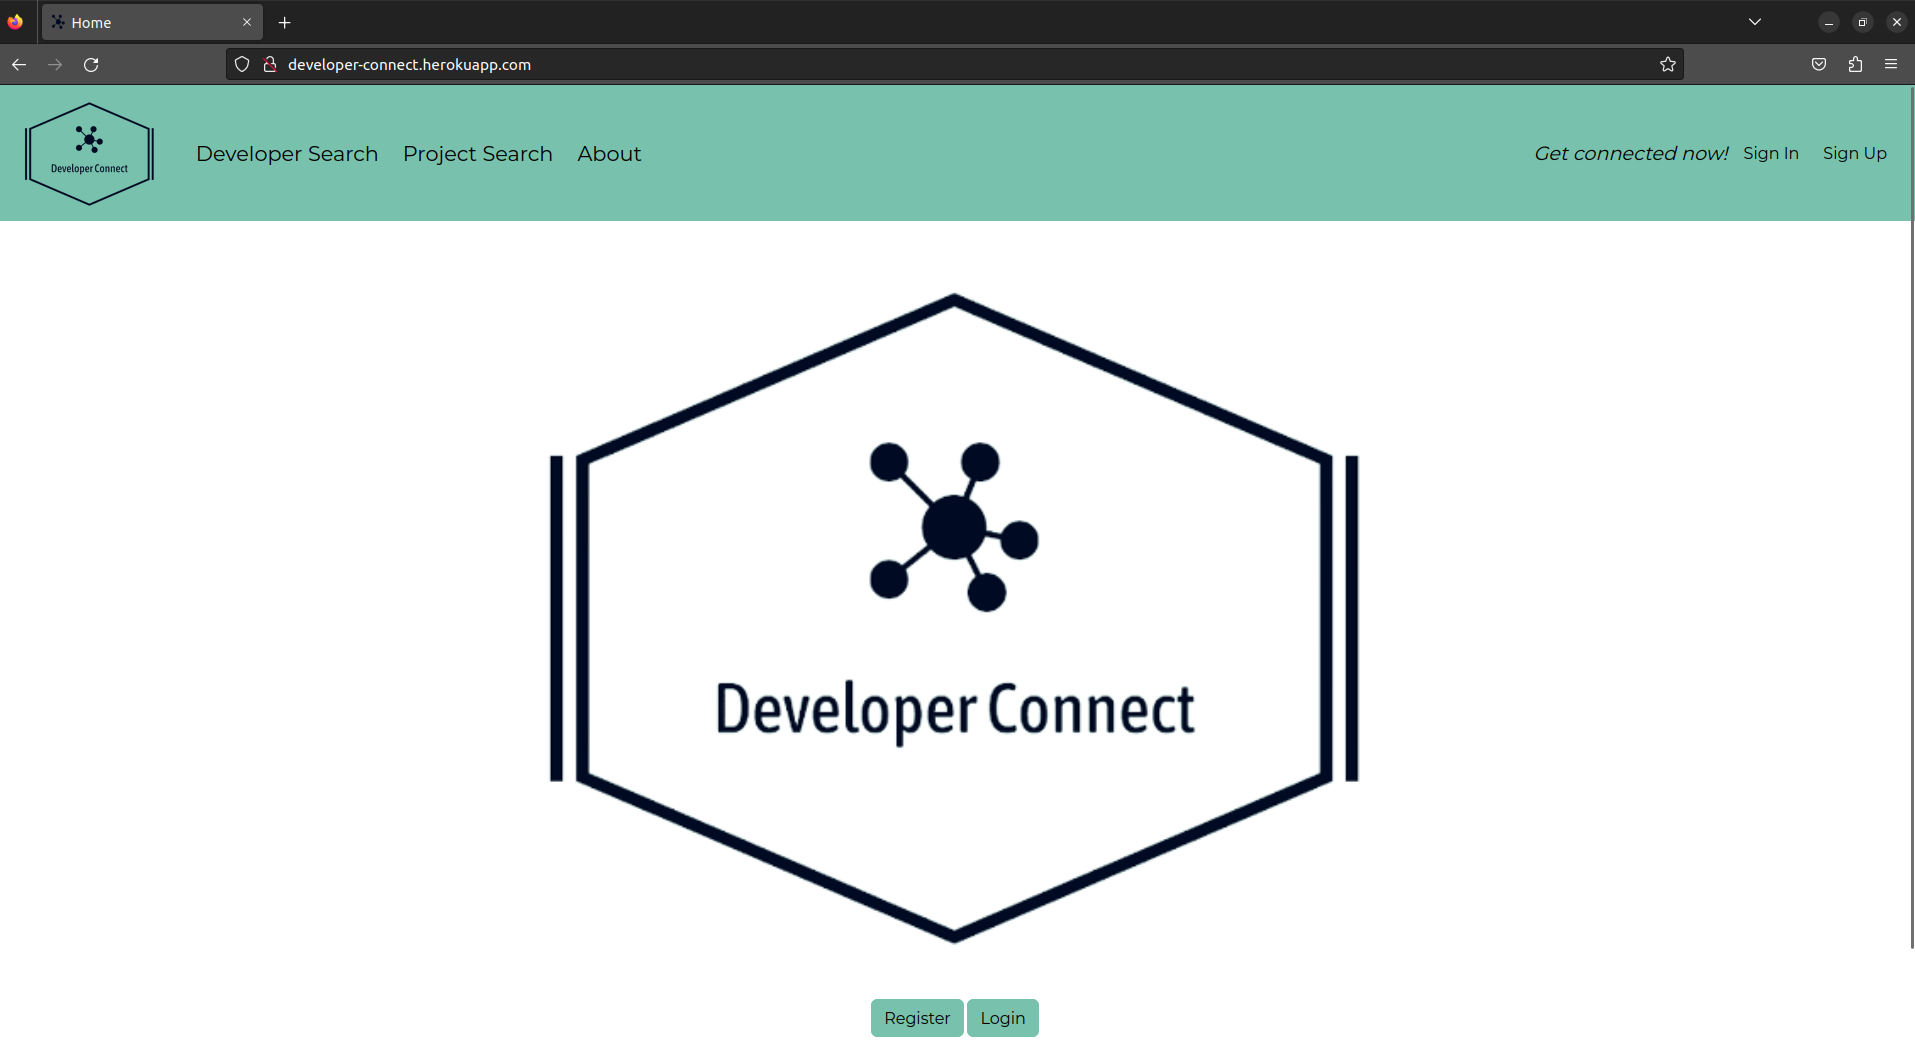 Home
developer-connect.herokuapp.com
Developer Connect
Developer Search Project Search About
Get connected now! Sign In Sign Up
Developer Connect
Register Login